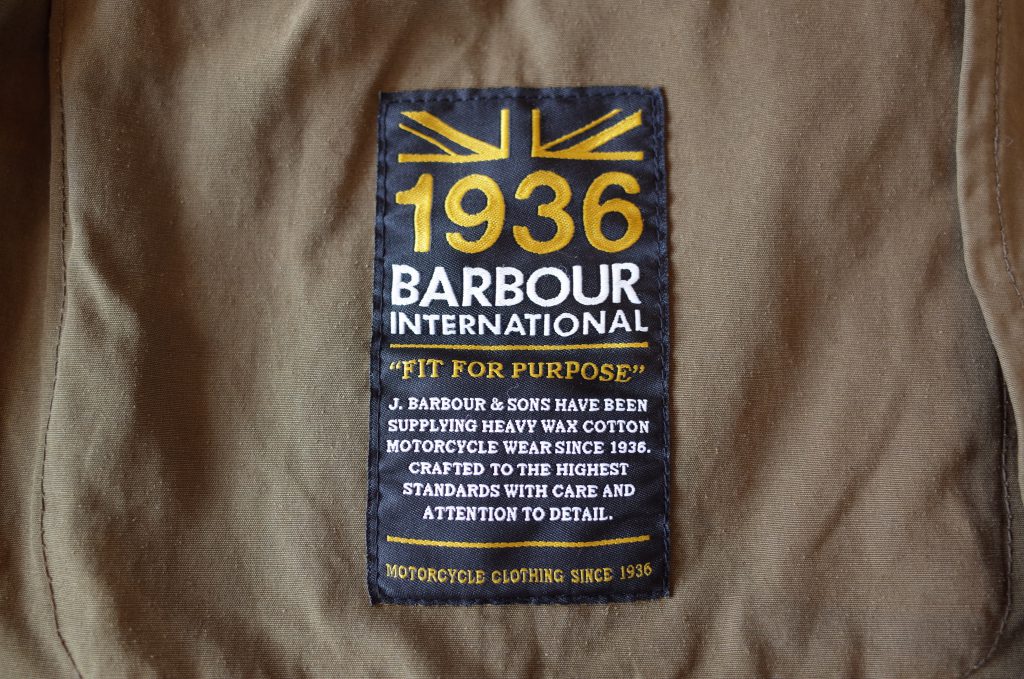 1936
BARBOUR
INTERNATIONAL
“FIT FOR PURPOSE”
J. BARBOUR & SONS HAVE BEEN
SUPPLYING HEAVY WAX COTTON
MOTORCYCLE WEAR SINCE 1936.
CRAFTED TO THE HIGHEST
STANDARDS WITH CARE AND
ATTENTION TO DETAIL.
MOTORCYCLE CLOTHING SINCE 1936